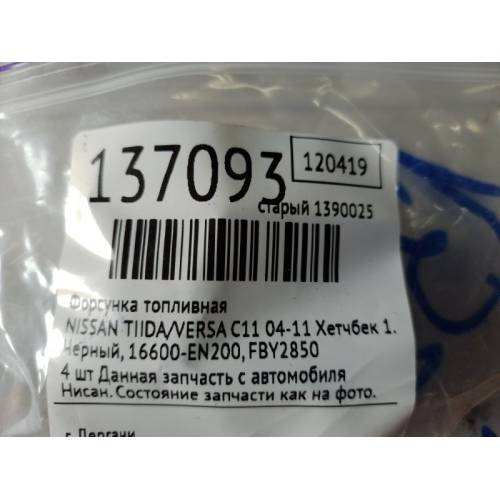 137093
120419
старый 1390025
Форсунка топливная
NISSAN TIIDA/VERSA C11 04-11 Хетчбек 1.
Черный, 16600-EN200, FBY2850
4 шт Данная запчасть с автомобиля
Нисан. Состояние запчасти как на фото.
г. Дергачи